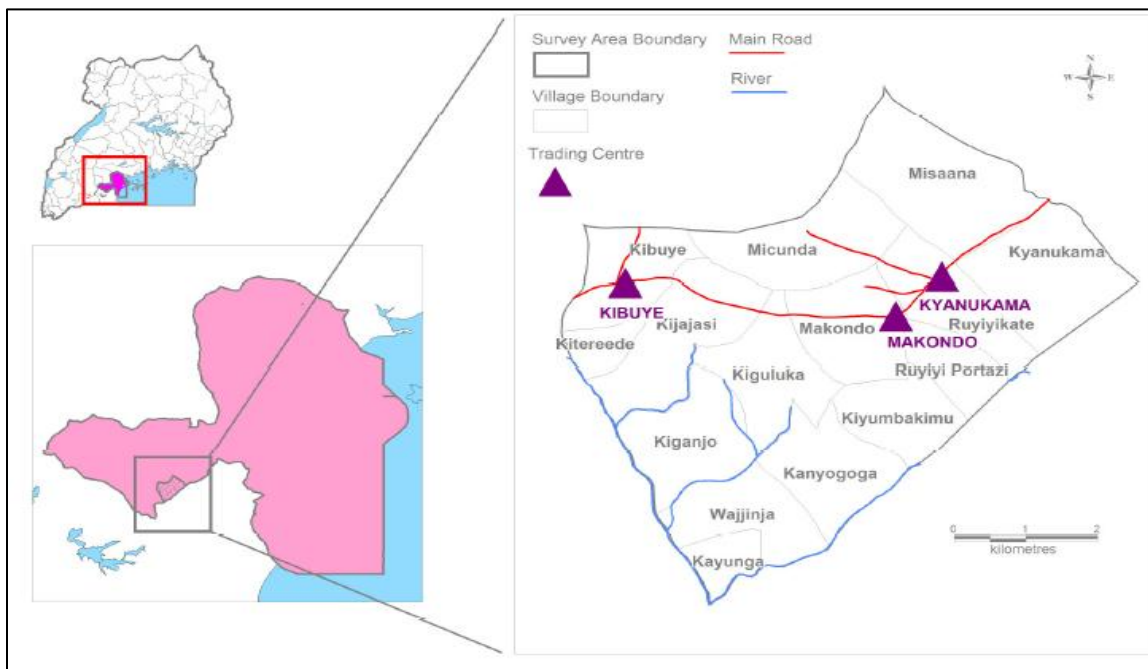 Survey Area Boundary
Main Road
River
Village Boundary
Trading Centre
N
W E
S
Misaana
Kyanukama
Kibuye
Micunda
KIBUYE
KYANUKAMA
Kijajasi
Makondo
Ruyiyikate
Kitereede
MAKONDO
Ruyiyi Portazi
Kiguluka
Kiyumbakimu
Kiganjo
Kanyogoga
Wajjinja
Kayunga
0 1 2
kilometres